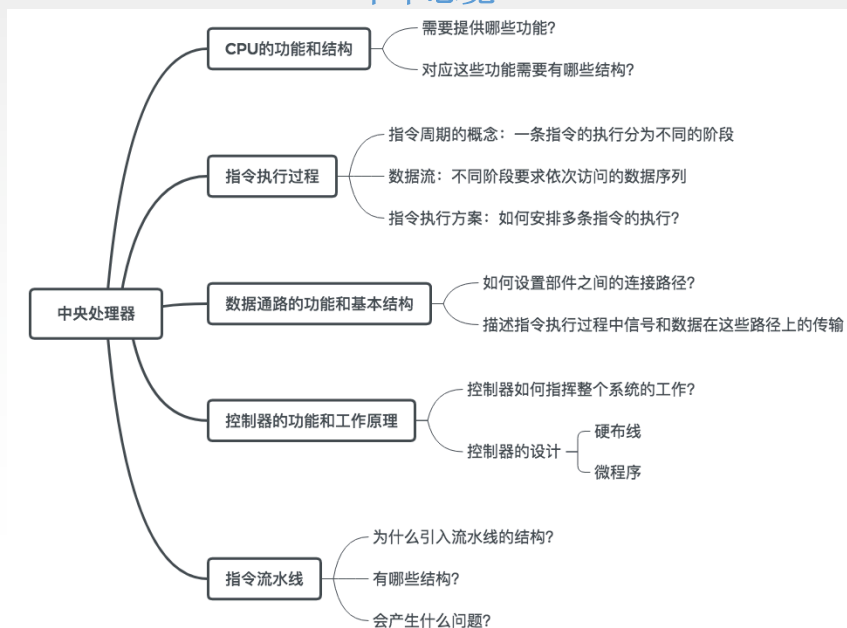 CPU的功能和结构
需要提供哪些功能?
对应这些功能需要有哪些结构?
指令执行过程
指令周期的概念：一条指令的执行分为不同的阶段
数据流：不同阶段要求依次访问的数据序列
指令执行方案：如何安排多条指令的执行?
中央处理器
数据通路的功能和基本结构
如何设置部件之间的连接路径?
描述指令执行过程中信号和数据在这些路径上的传输
控制器的功能和工作原理
控制器如何指挥整个系统的工作?
控制器的设计
硬布线
微程序
指令流水线
为什么引入流水线的结构?
有哪些结构?
会产生什么问题?